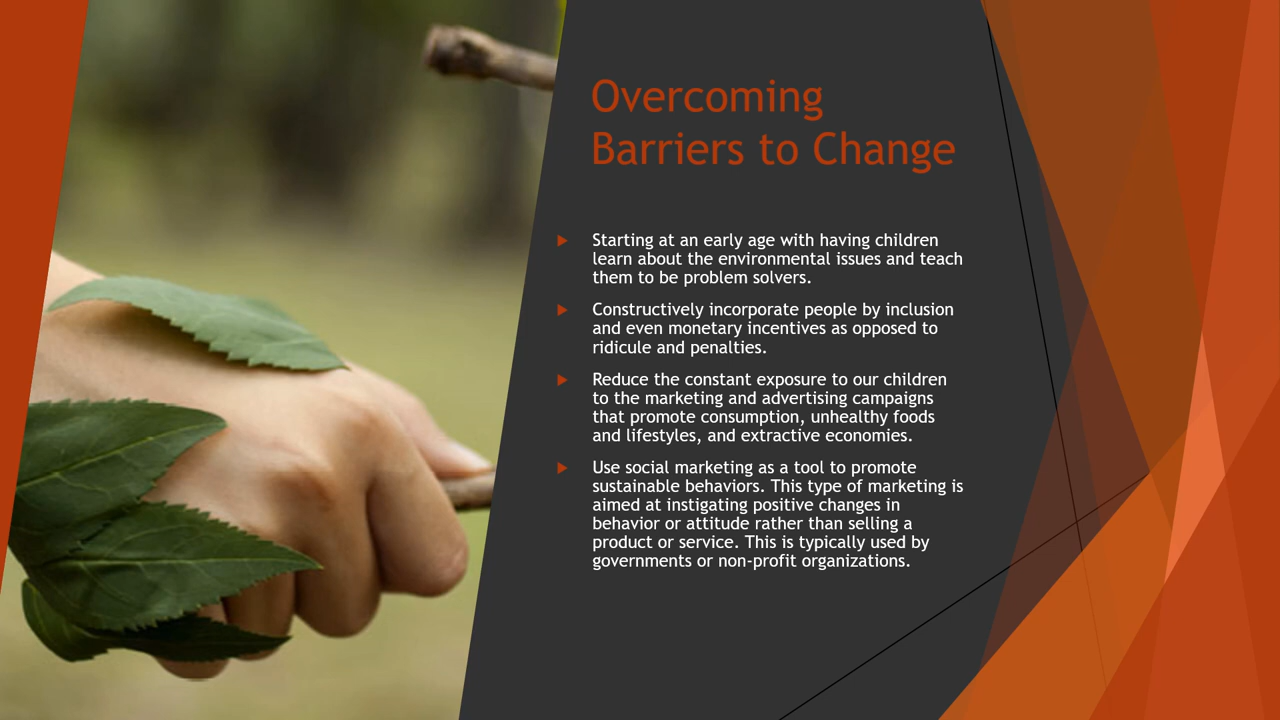 Overcoming
Barriers to Change
Starting at an early age with having children
learn about the environmental issues and teach
them to be problem solvers.
Constructively incorporate people by inclusion
and even monetary incentives as opposed to
ridicule and penalties.
Reduce the constant exposure to our children
to the marketing and advertising campaigns
that promote consumption, unhealthy foods
and lifestyles, and extractive economies.
Use social marketing as a tool to promote
sustainable behaviors. This type of marketing is
aimed at instigating positive changes in
behavior or attitude rather than selling a
product or service. This is typically used by
governments or non-profit organizations.